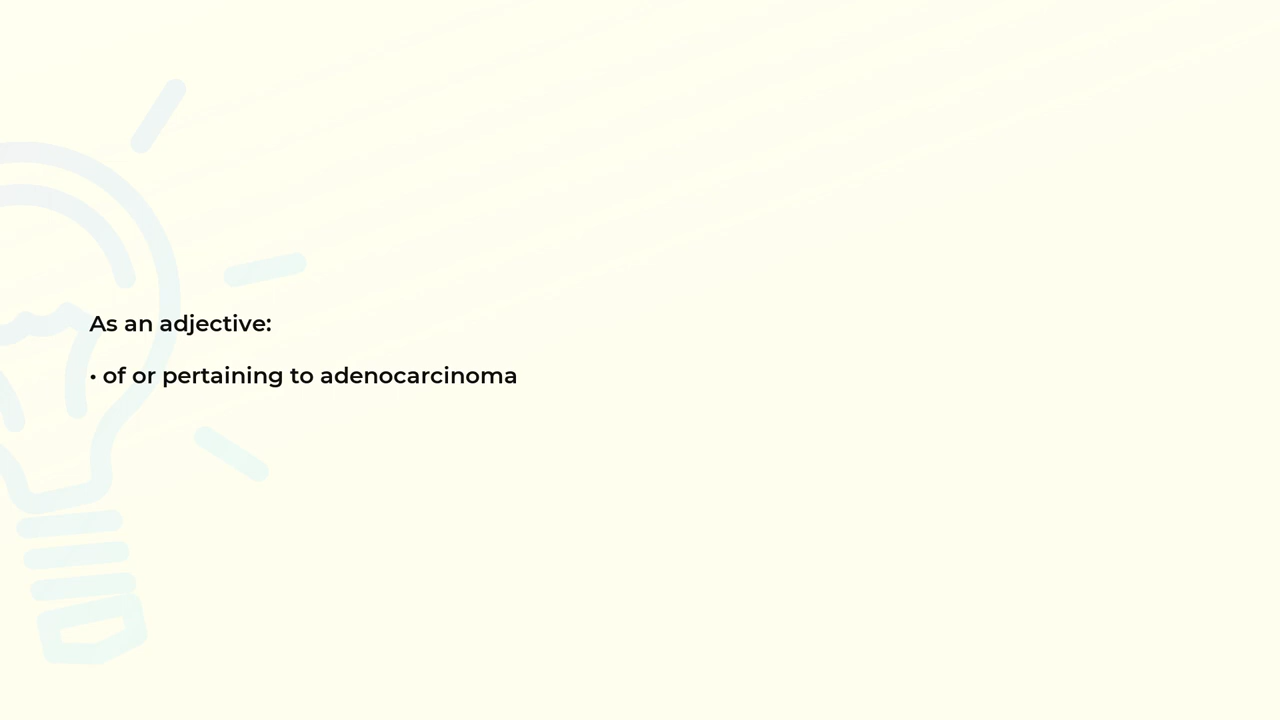 As an adjective:
• of or pertaining to adenocarcinoma